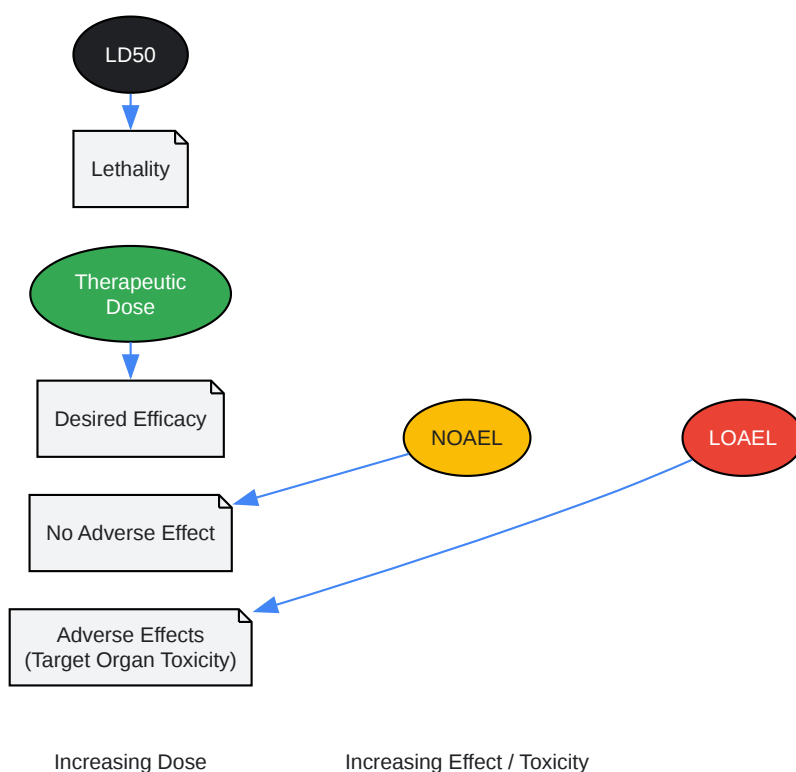 LD50
Lethality
Therapeutic
Dose
Desired Efficacy
NOAEL
LOAEL
No Adverse Effect
Adverse Effects
(Target Organ Toxicity)
Increasing Dose
Increasing Effect / Toxicity